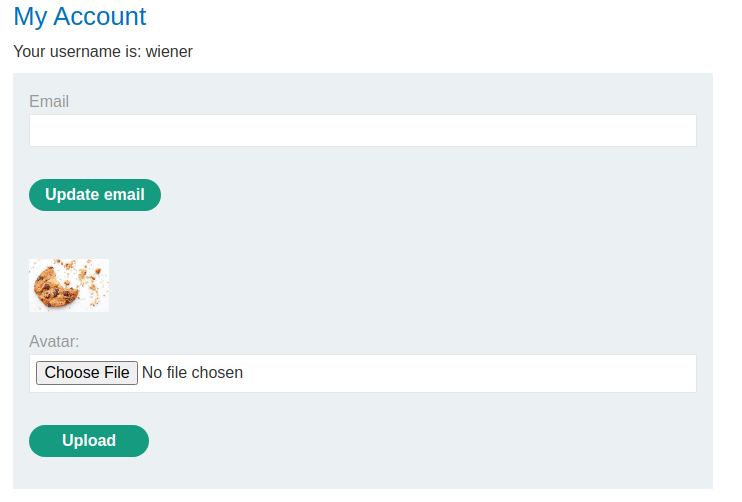 My Account
Your username is: wiener
Email
Update email
Avatar:
Choose File No file chosen
Upload